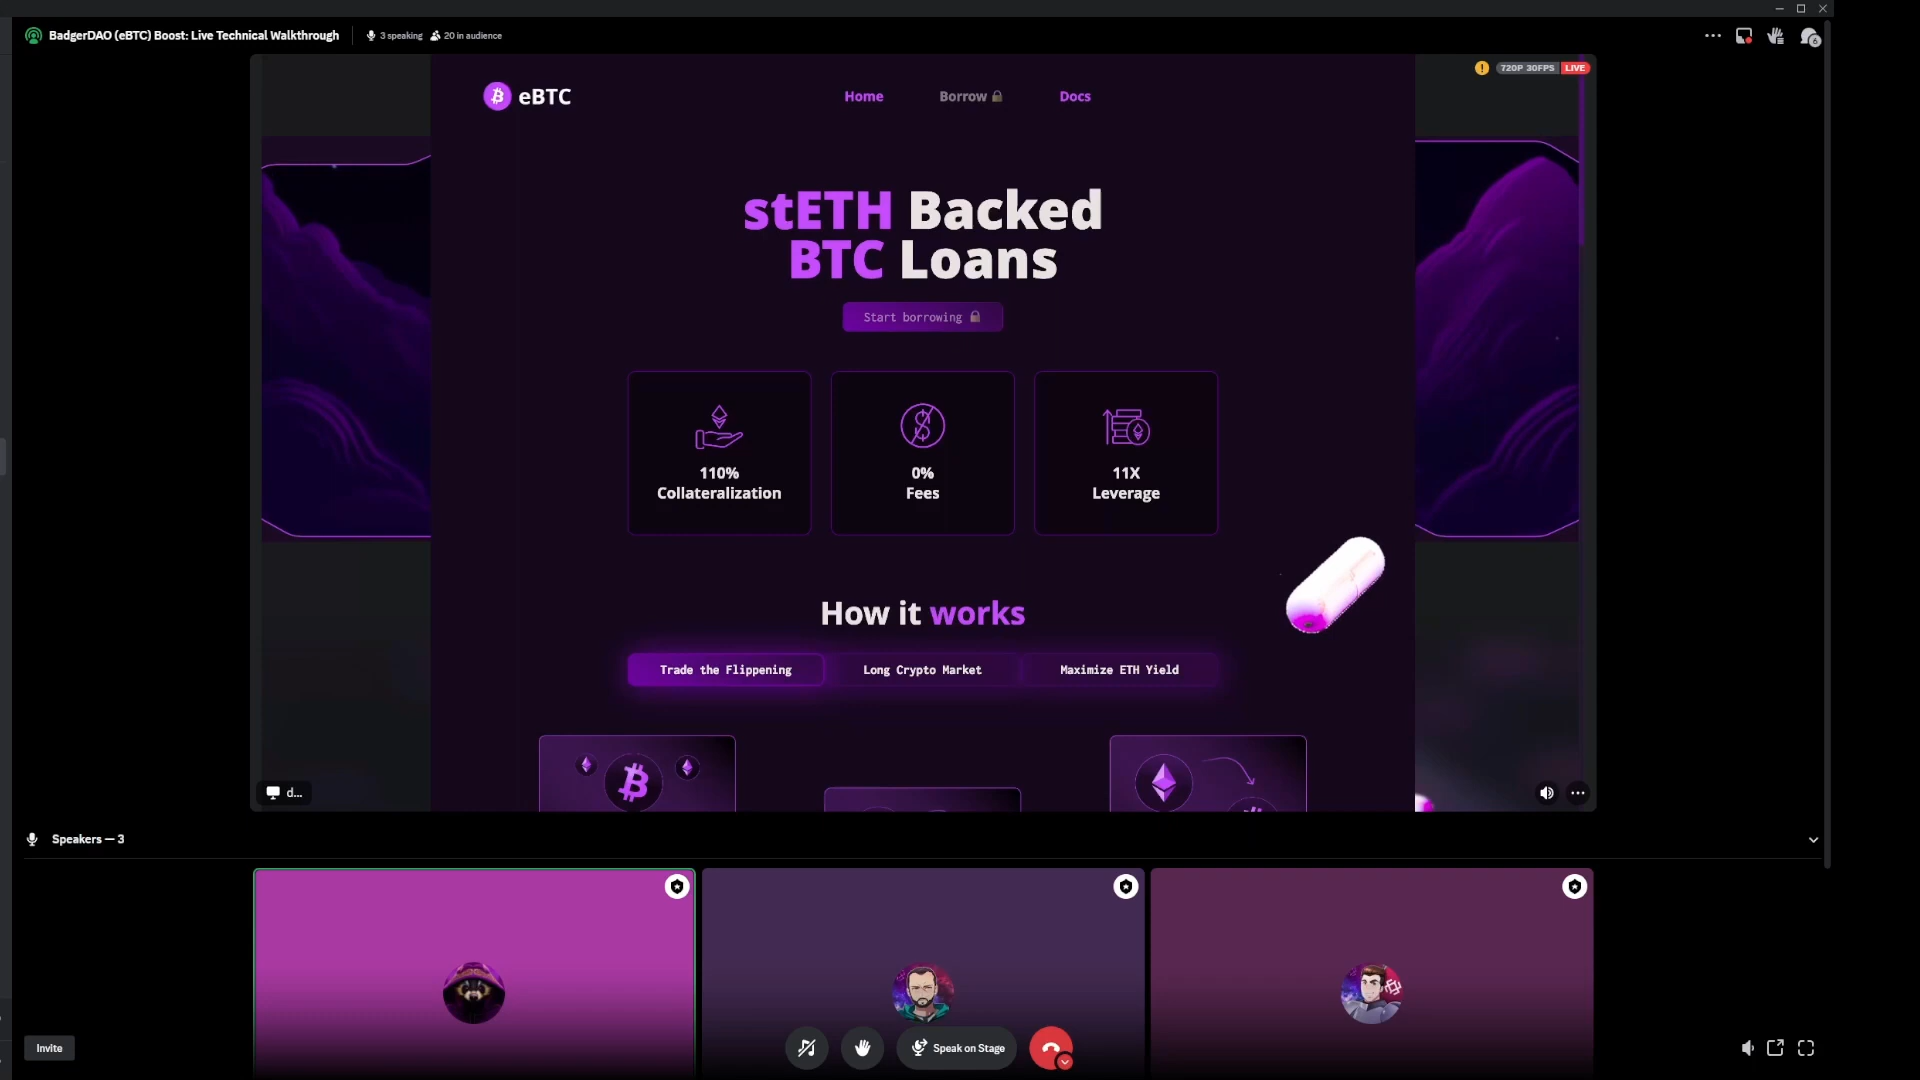 BadgerDAO (eBTC) Boost: Live Technical Walkthrough
3 speaking
20 in audience
6
720P 30FPS
LIVE
eBTC
Home
Borrow
Docs
stETH Backed
BTC Loans
Start borrowing
110%
Collateralization
0%
Fees
11X
Leverage
How it works
Trade the Flippening
Long Crypto Market
Maximize ETH Yield
d...
Speakers — 3
Invite
Speak on Stage